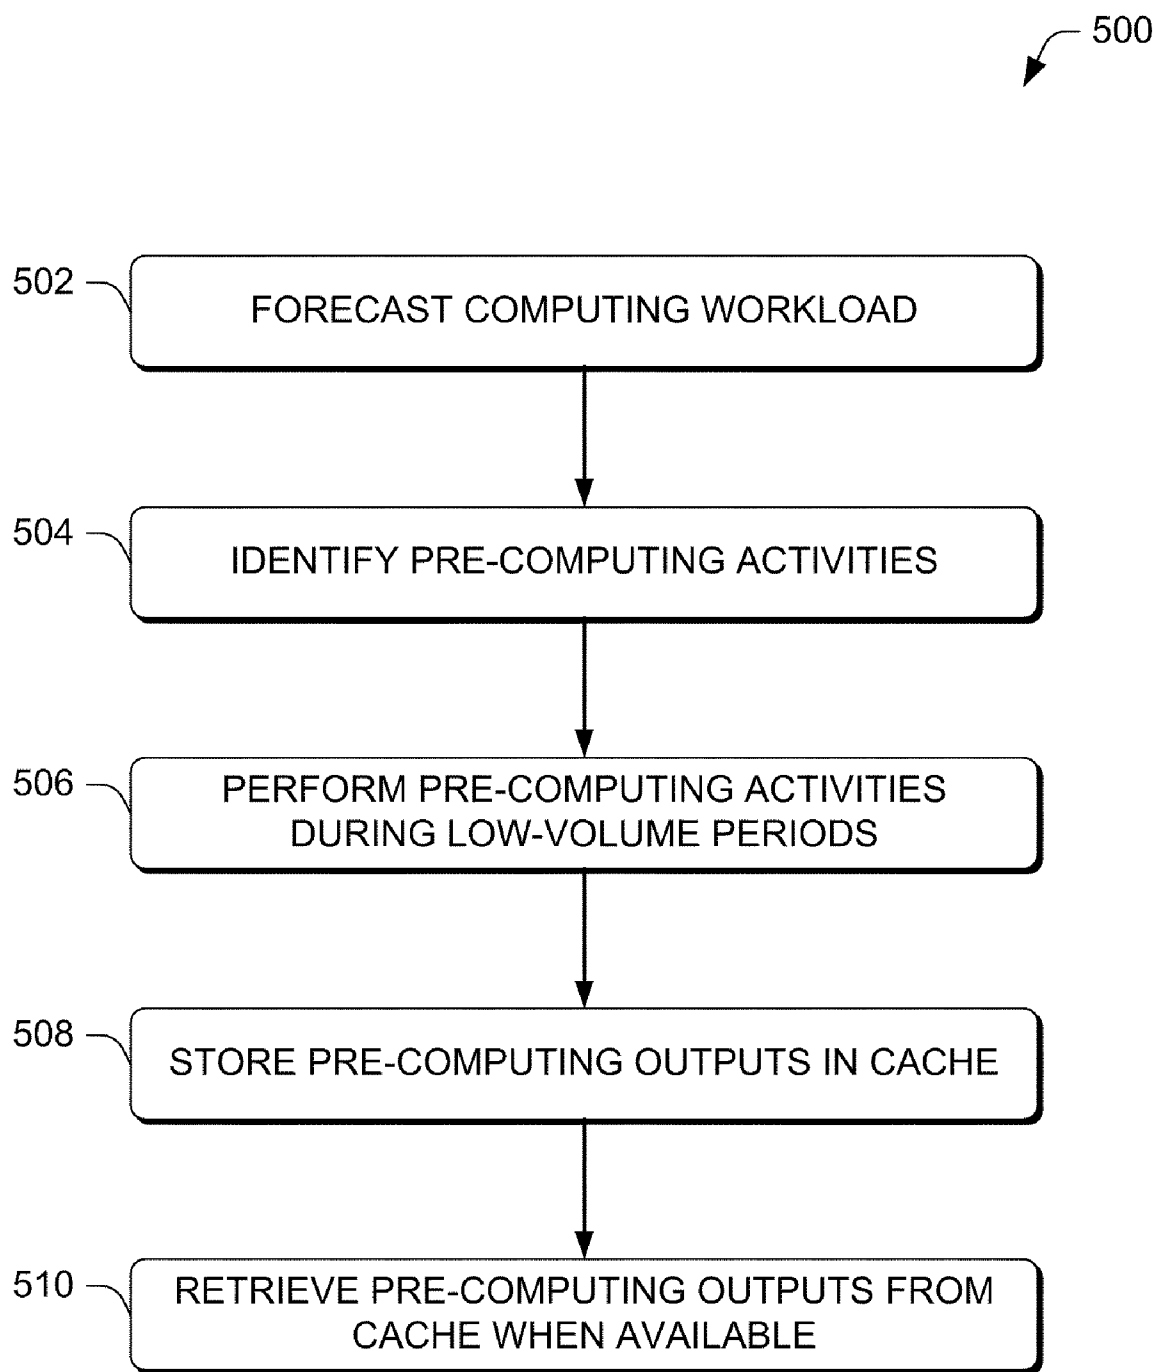 500
502
FORECAST COMPUTING WORKLOAD
504
IDENTIFY PRE-COMPUTING ACTIVITIES
506
PERFORM PRE-COMPUTING ACTIVITIES
DURING LOW-VOLUME PERIODS
508
STORE PRE-COMPUTING OUTPUTS IN CACHE
510
RETRIEVE PRE-COMPUTING OUTPUTS FROM
CACHE WHEN AVAILABLE